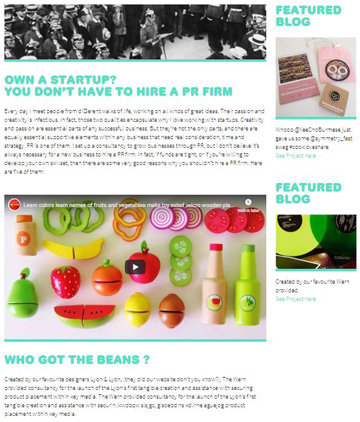 OWN A STARTUP?
YOU DON'T HAVE TO HIRE A PR FIRM
Every day I meet people from different walks of life, working on all kinds of great ideas. Their passion and
creativity is infectious. In fact, those two qualities encapsulate why I love working with startups. Creativity
and passion are essential parts of any successful business. But they're not the only parts, and there are
equally essential supportive elements within any business that need real consideration, time and
strategy. PR is one of them. I set up a consultancy to grow businesses through PR, but I don't believe it's
always necessary for a new business to hire a PR firm. In fact, if funds are tight, or if you're willing to
develop you own skill set, then there are some very good reasons why you shouldn't hire a PR firm. Here
are five of them:
Learn colors learn names of fruits and vegetables make toy salad velcro wooden ple...
Watch later
WHO GOT THE BEANS ?
Created by our favourite designers Lyon & Lyon, (they did our website don't you know?), The Wern
provided consultancy for the launch of the Lyon's first tangible creation and assistance with securing
product placement within key media. The Wern provided consultancy for the launch of the Lyon's first
tangible creation and assistance with securin
placement within key media.
FEATURED
BLOG
Whooo @TeaOneBurmese just
gave us some @symmetry_fast
swag #cookoveshare
See Project here
FEATURED
BLOG
Created by our favourite Wern
provided.
See Project here